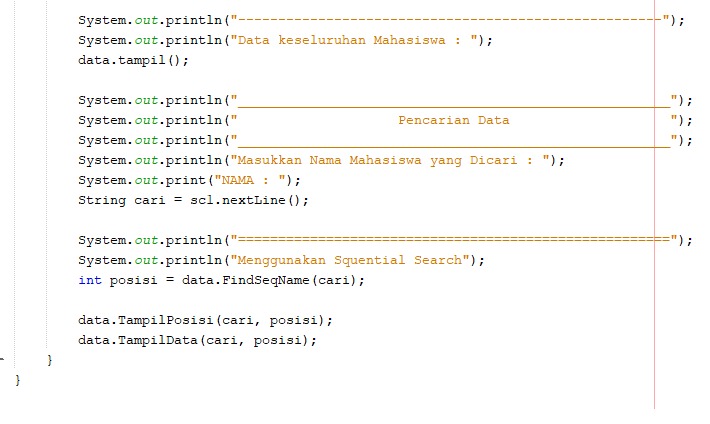 System.out.println("-----------------------------------------------------");
System.out.println("Data keseluruhan Mahasiswa : ");
data.tampil();
System.out.println("______________________________________________________");
System.out.println("                    Pencarian Data                    ");
System.out.println("______________________________________________________");
System.out.println("Masukkan Nama Mahasiswa yang Dicari : ");
System.out.print("NAMA : ");
String cari = scl.nextLine();
System.out.println("======================================================");
System.out.println("Menggunakan Squential Search");
int posisi = data.FindSeqName(cari);
data.TampilPosisi(cari, posisi);
data.TampilData(cari, posisi);
}
}